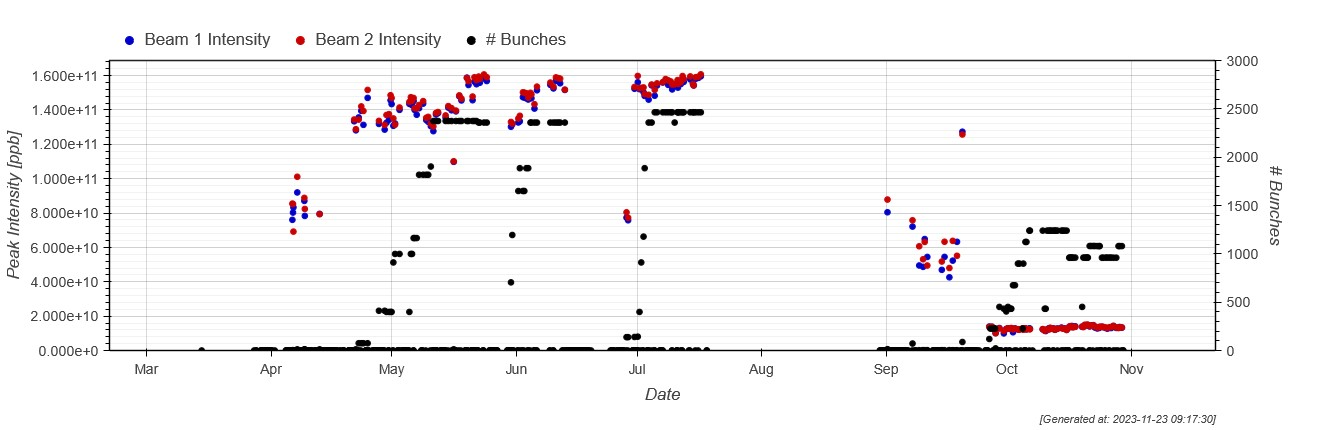 Beam 1 Intensity Beam 2 Intensity # Bunches
Peak Intensity [ppb]
1.600e+11
1.400e+11
1.200e+11
1.000e+11
8.000e+10
6.000e+10
4.000e+10
2.000e+10
0.000e+0
3000
2500
2000
1500
1000
500
0
# Bunches
Mar Apr May Jun Jul Aug Sep Oct Nov
Date
[Generated at: 2023-11-23 09:17:30]